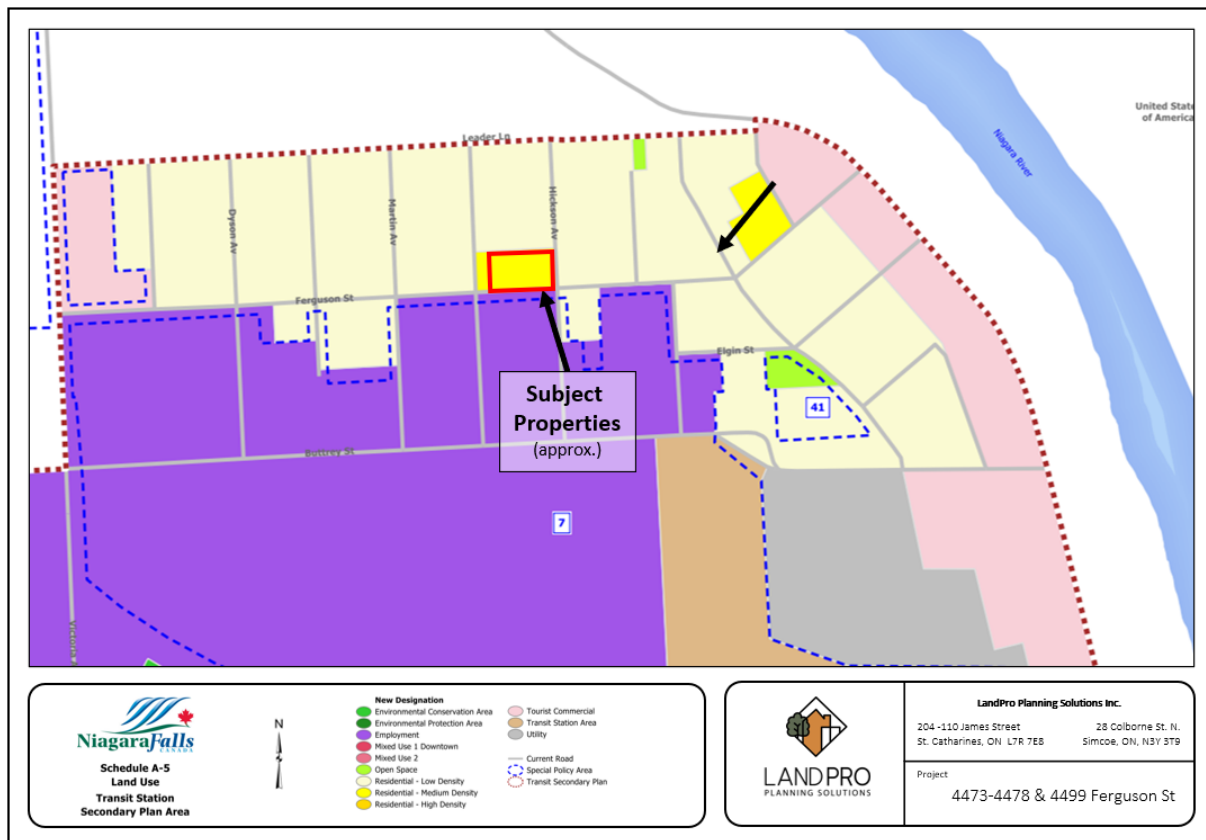 United State
of America
Niagara River
Leader Ln
Dyson Av
Martin Av
Hickson Av
Ferguson St
Elgin St
41
Subject
Properties
(approx.)
Buttrey St
7
Niagara Falls
CANADA
Schedule A-5
Land Use
Transit Station
Secondary Plan Area
N
New Designation
Environmental Conservation Area
Environmental Protection Area
Employment
Mixed Use 1 Downtown
Mixed Use 2
Open Space
Residential - Low Density
Residential - Medium Density
Residential - High Density
Tourist Commercial
Transit Station Area
Utility
Current Road
Special Policy Area
Transit Secondary Plan
LANDPRO
PLANNING SOLUTIONS
LandPro Planning Solutions Inc.
204 -110 James Street
St. Catharines, ON L7R 7E8
28 Colborne St. N.
Simcoe, ON, N3Y 3T9
Project
4473-4478 & 4499 Ferguson St